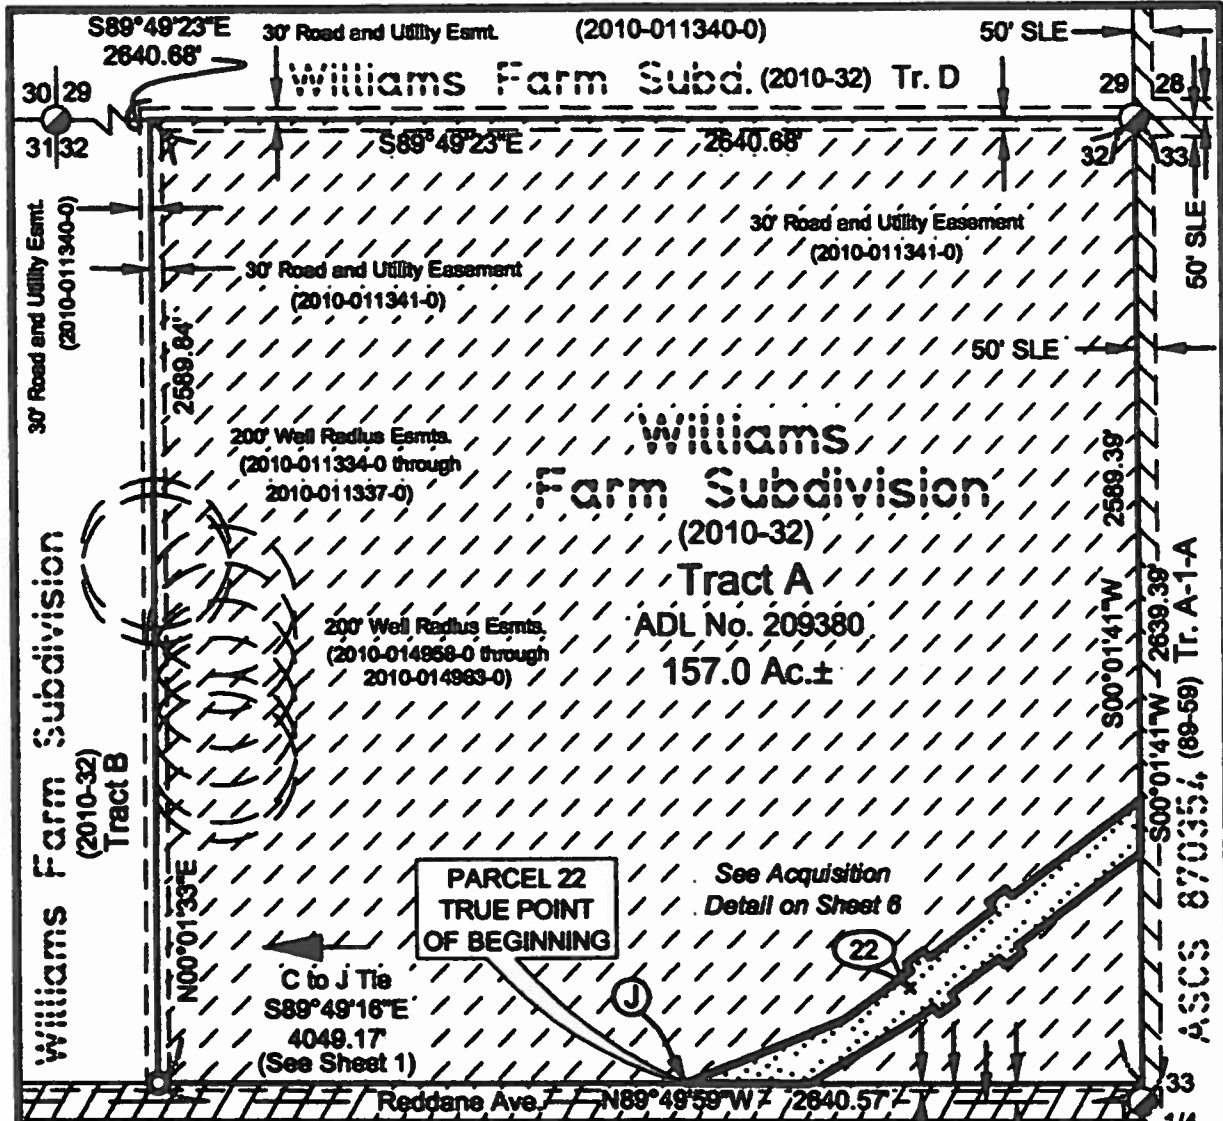 S89°49'23"E
2640.68'
30' Road and Utility Esmt.
(2010-011340-0)
50' SLE
Williams Farm Subd. (2010-32) Tr. D
30 29
31 32
29 28
32 33
S89°49'23"E 2640.68'
50' SLE
30' Road and Utility Esmt.
(2010-011340-0)
30' Road and Utility Easement
(2010-011341-0)
30' Road and Utility Easement
(2010-011341-0)
2589.84'
50' SLE
200' Well Radius Esmts.
(2010-011334-0 through
2010-011337-0)
Williams
Farm Subdivision
(2010-32)
Tract A
ADL No. 209380
157.0 Ac.±
200' Well Radius Esmts.
(2010-014958-0 through
2010-014963-0)
S00°01'41"W 2589.39'
S00°01'41"W 2639.39'
ASCS 870354 (89-59) Tr. A-1-A
Williams Farm Subdivision
(2010-32)
Tract B
N00°01'33"E
PARCEL 22
TRUE POINT
OF BEGINNING
See Acquisition
Detail on Sheet 6
22
J
C to J Tie
S89°49'16"E
4049.17'
(See Sheet 1)
33
Reddane Ave. N89°49'59"W 2640.57'
1/4